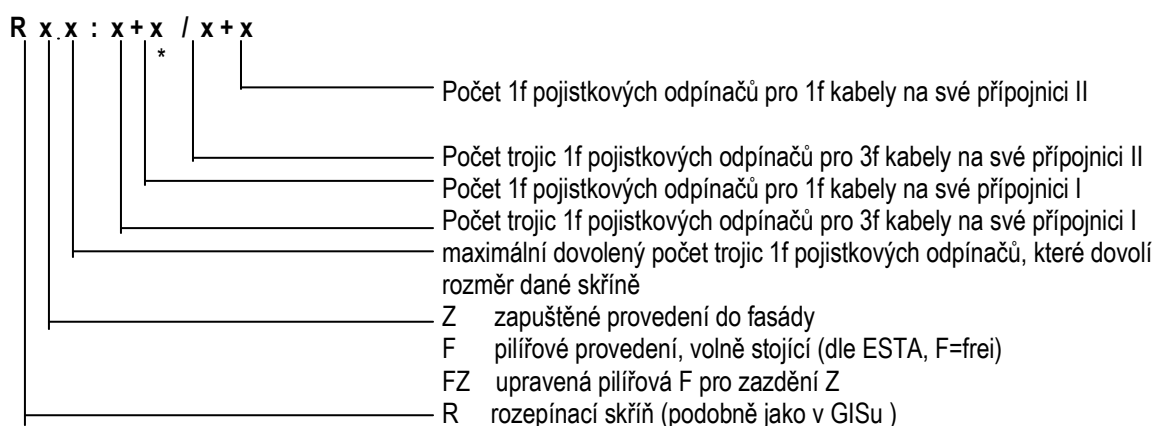 R x x : x + x / x + x
*
Počet 1f pojistkových odpínačů pro 1f kabely na své přípojnici II
Počet trojic 1f pojistkových odpínačů pro 3f kabely na své přípojnici II
Počet 1f pojistkových odpínačů pro 1f kabely na své přípojnici I
Počet trojic 1f pojistkových odpínačů pro 3f kabely na své přípojnici I
maximální dovolený počet trojic 1f pojistkových odpínačů, které dovolí
rozměr dané skříně
Z zapuštěné provedení do fasády
F pilířové provedení, volně stojící (dle ESTA, F=frei)
FZ upravená pilířová F pro zazdění Z
R rozepínací skříň (podobně jako v GISu )